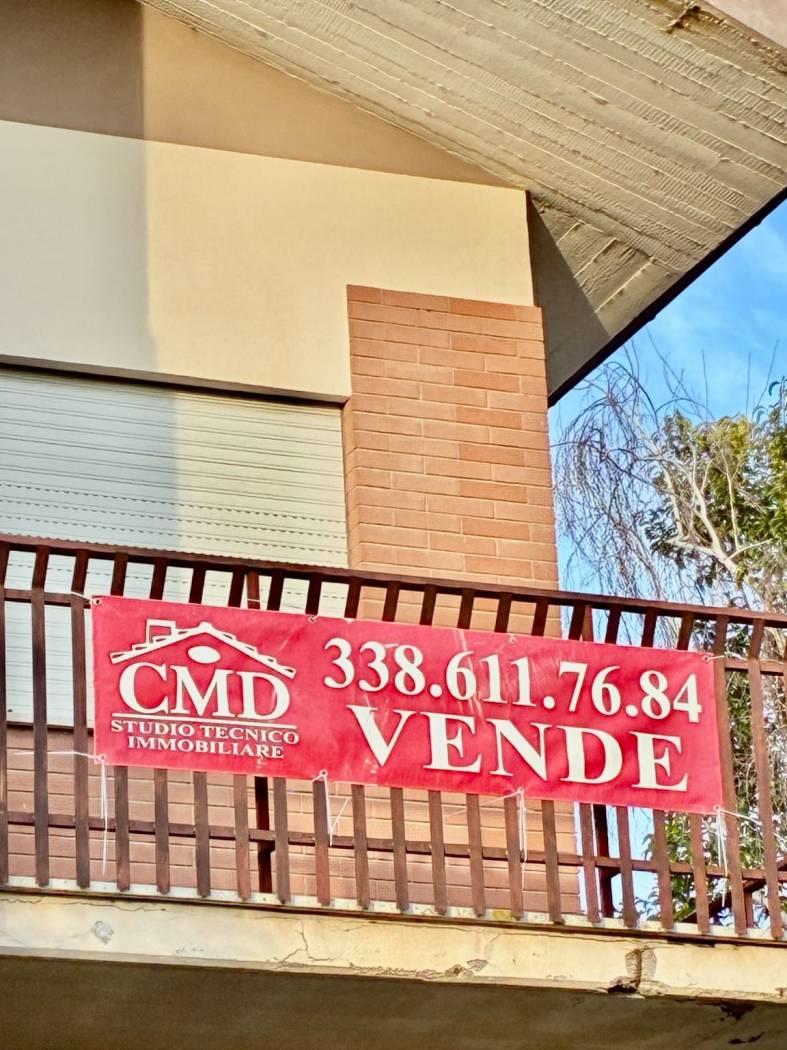 CMD
STUDIO TECNICO
IMMOBILIARE
338.611.76.84
VENDE